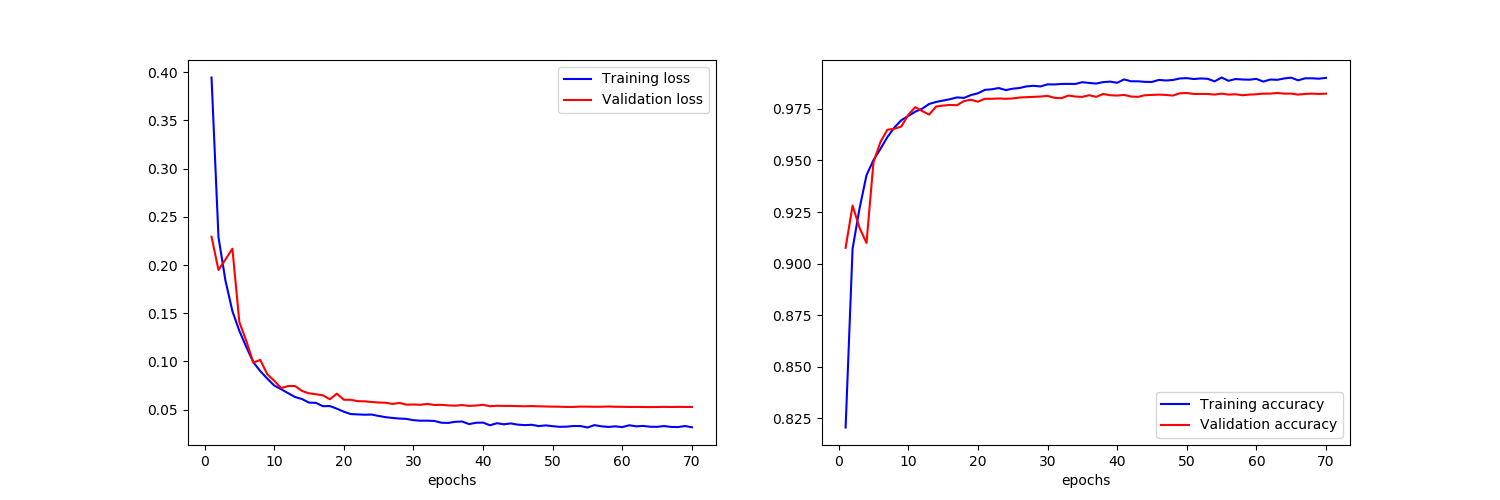 0.40
0.35
0.30
0.25
0.20
0.15
0.10
0.05
0 10 20 30 40 50 60 70
epochs
Training loss
Validation loss
0.975
0.950
0.925
0.900
0.875
0.850
0.825
0 10 20 30 40 50 60 70
epochs
Training accuracy
Validation accuracy